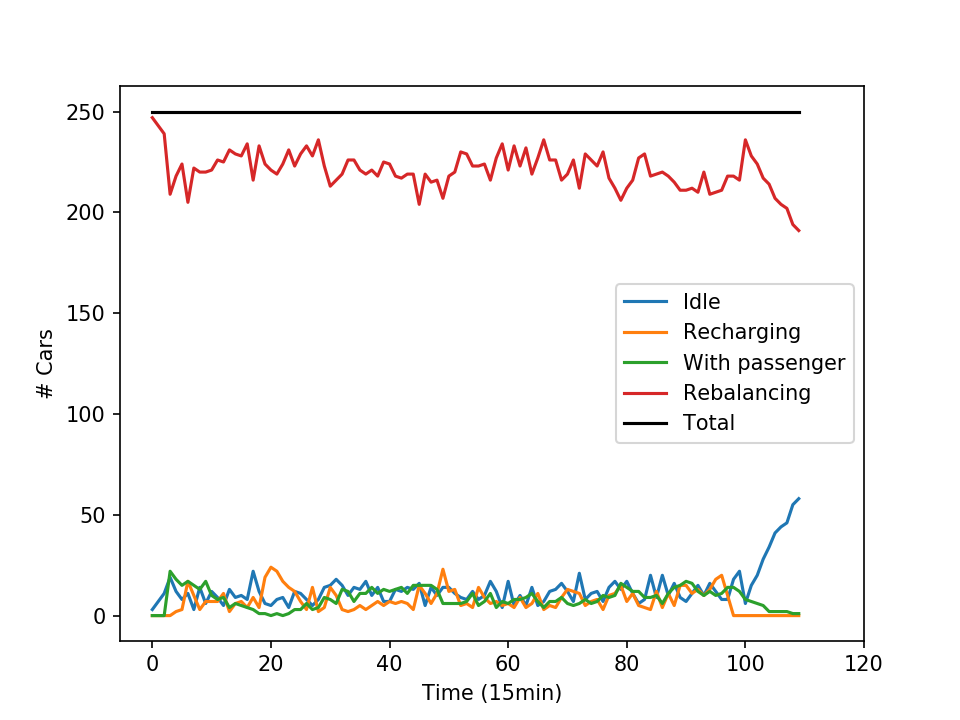 250
200
150
100
50
0
# Cars
Idle
Recharging
With passenger
Rebalancing
Total
0 20 40 60 80 100 120
Time (15min)